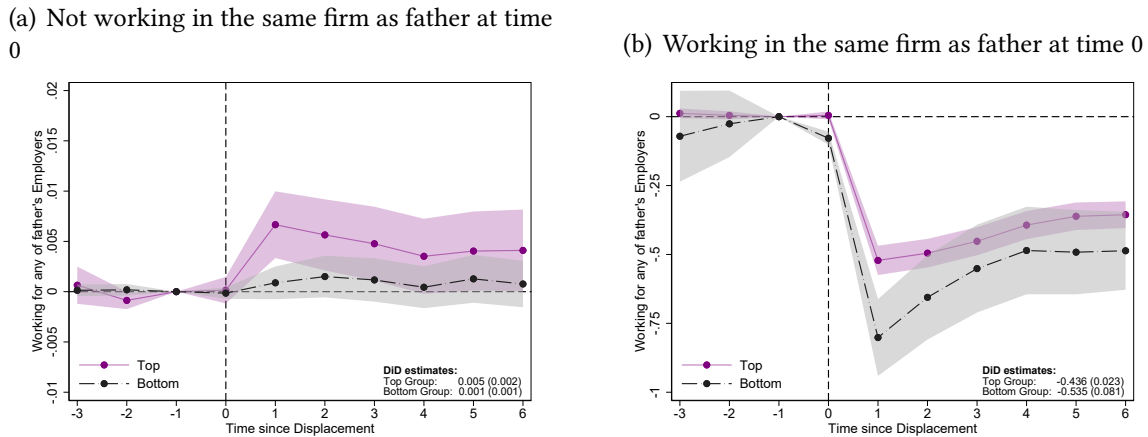 (a) Not working in the same firm as father at time
0
Working for any of father's Employers
.02
.015
.01
.005
0
-.005
-.01
Top
Bottom
DiD estimates:
Top Group: 0.005 (0.002)
Bottom Group: 0.001 (0.001)
-3 -2 -1 0 1 2 3 4 5 6
Time since Displacement
(b) Working in the same firm as father at time 0
Working for any of father's Employers
0
-.25
-.5
-.75
-1
Top
Bottom
DiD estimates:
Top Group: -0.436 (0.023)
Bottom Group: -0.535 (0.081)
-3 -2 -1 0 1 2 3 4 5 6
Time since Displacement